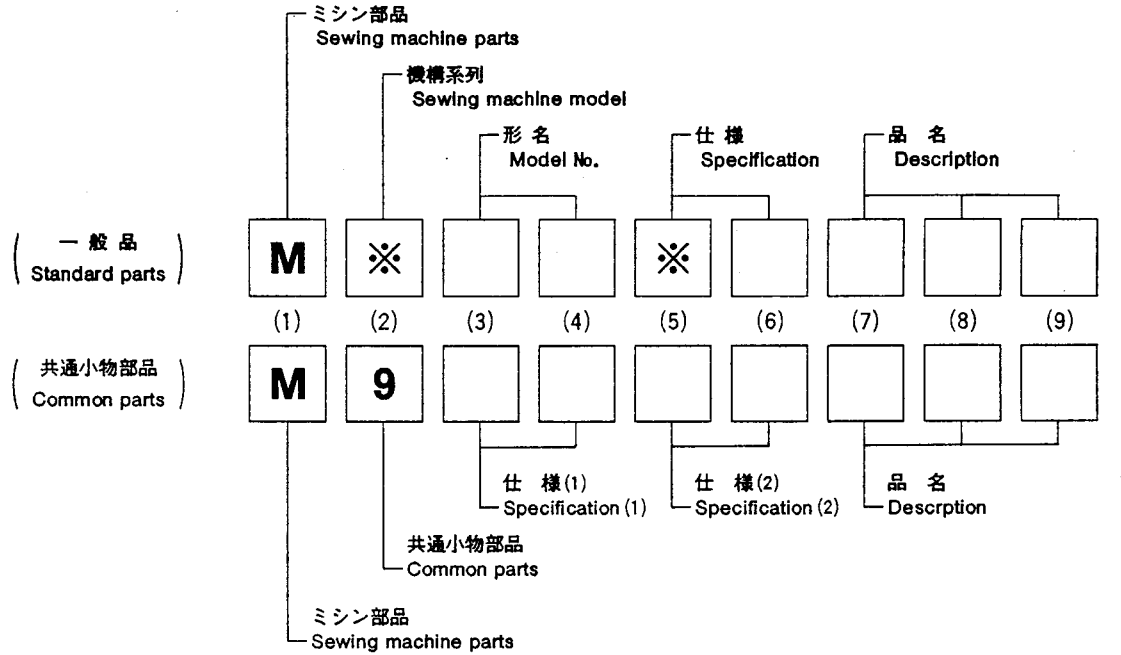 ミシン部品
Sewing machine parts
機構系列
Sewing machine model
形 名
Model No.
仕 様
Specification
品 名
Description
( 一 般 品
Standard parts )
M ※ ※
(1) (2) (3) (4) (5) (6) (7) (8) (9)
( 共通小物部品
Common parts )
M 9
仕 様(1)
Specification(1)
仕 様(2)
Specification(2)
品 名
Descrption
共通小物部品
Common parts
ミシン部品
Sewing machine parts